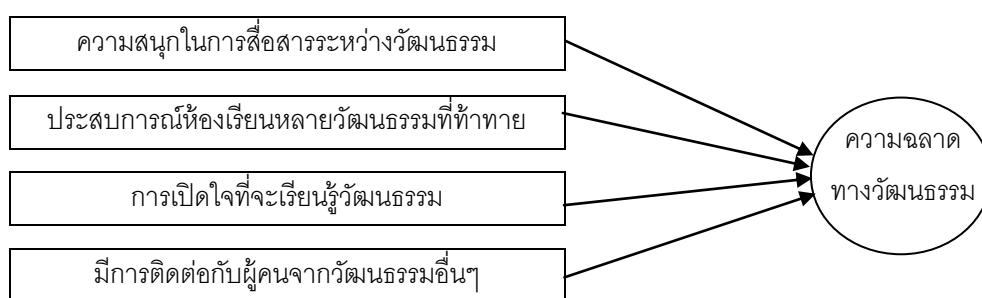 ความสนุกในการสื่อสารระหว่างวัฒนธรรม
ประสบการณ์ห้องเรียนหลายวัฒนธรรมที่ท้าทาย
การเปิดใจที่จะเรียนรู้วัฒนธรรม
มีการติดต่อกับผู้คนจากวัฒนธรรมอื่นๆ
ความฉลาด
ทางวัฒนธรรม